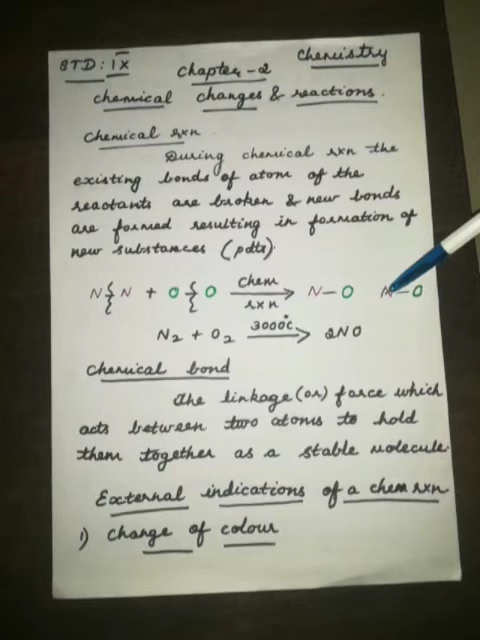 STD: IX Chemistry
Chapter-2
chemical changes & reactions.
Chemical rxn
During chemical rxn the
existing bonds of atom of the
reactants are broken & new bonds
are formed resulting in formation of
new substances (pdts).
N N + O O chem rxn → N-O N-O
N2 + O2 3000°C → 2NO
Chemical bond
The linkage (or) force which
acts between two atoms to hold
them together as a stable molecule.
External indications of a chem rxn
1) Change of colour